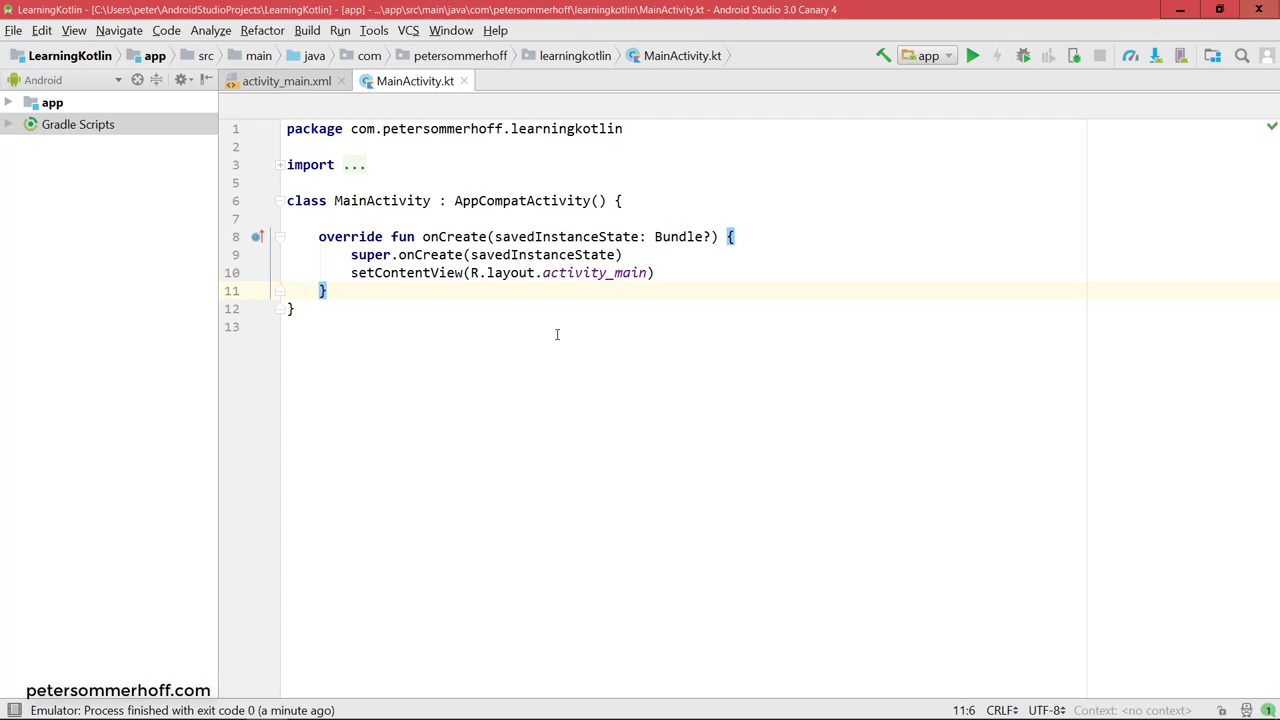 LearningKotlin - [C:\Users\peter\AndroidStudioProjects\LearningKotlin] - [app] - ...\app\src\main\java\com\petersommerhoff\learningkotlin\MainActivity.kt - Android Studio 3.0 Canary 4
File Edit View Navigate Code Analyze Refactor Build Run Tools VCS Window Help
LearningKotlin app src main java com petersommerhoff learningkotlin MainActivity.kt app
Android activity_main.xml MainActivity.kt
app
Gradle Scripts
1 package com.petersommerhoff.learningkotlin
2
3 import ...
5
6 class MainActivity : AppCompatActivity() {
7
8 override fun onCreate(savedInstanceState: Bundle?) {
9 super.onCreate(savedInstanceState)
10 setContentView(R.layout.activity_main)
11 }
12 }
13
petersommerhoff.com
Emulator: Process finished with exit code 0 (a minute ago) 11:6 CRLF UTF-8 Context: <no context> 1